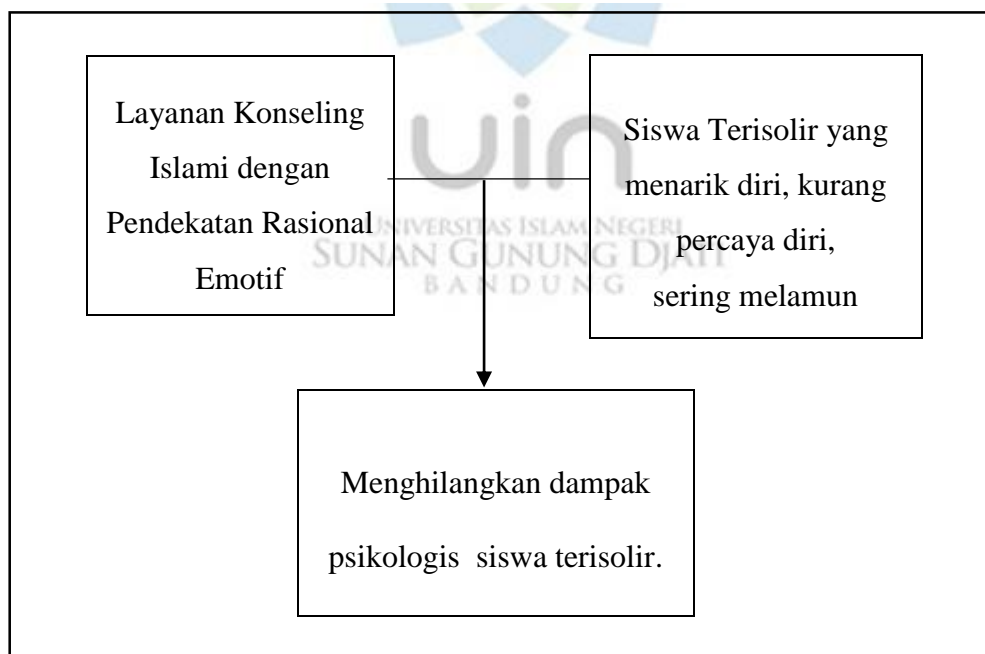 Layanan Konseling
Islami dengan
Pendekatan Rasional
Emotif
Siswa Terisolir yang
menarik diri, kurang
percaya diri,
sering melamun
uin
UNIVERSITAS ISLAM NEGERI
SUNAN GUNUNG DJATI
BANDUNG
Menghilangkan dampak
psikologis siswa terisolir.